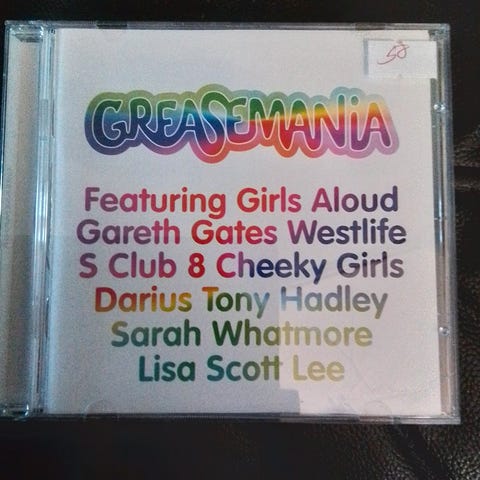 50
GREASEMANiA
Featuring Girls Aloud
Gareth Gates Westlife
S Club 8 Cheeky Girls
Darius Tony Hadley
Sarah Whatmore
Lisa Scott Lee